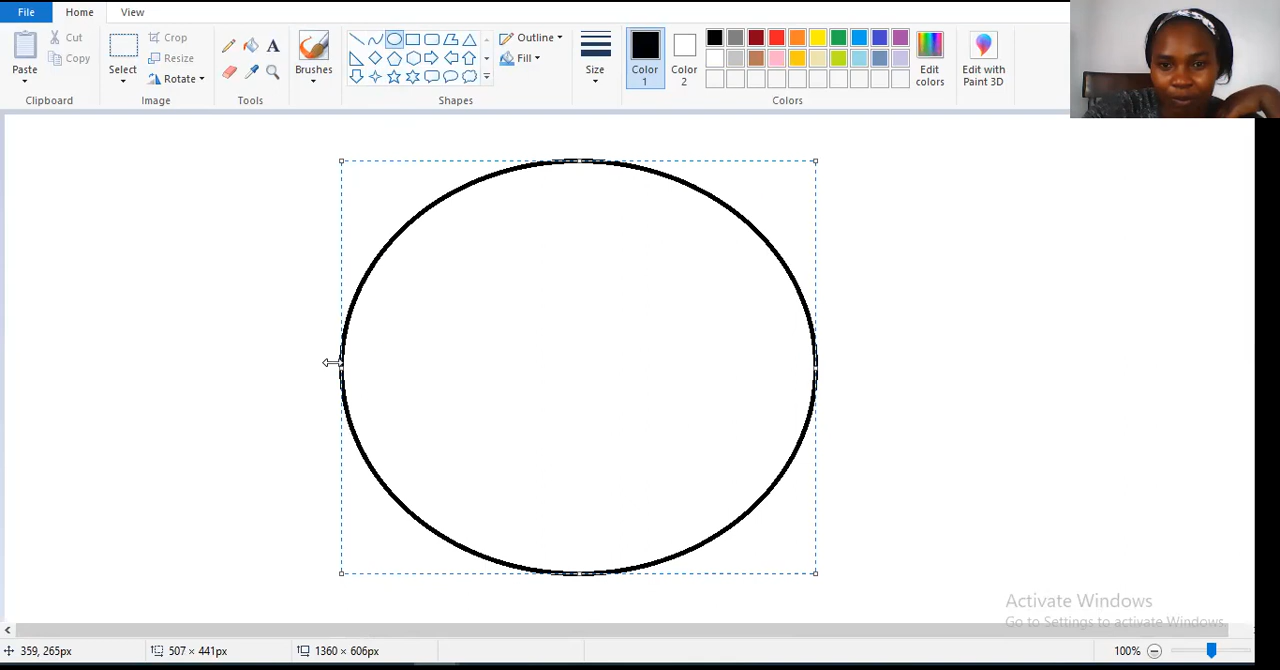 File Home View
Cut
Copy
Paste
Clipboard
Crop
Resize
Rotate
Select
Image
Tools
Brushes
Outline
Fill
Shapes
Size
Color 1
Color 2
Edit colors
Colors
Edit with Paint 3D
A
Activate Windows
Go to Settings to activate Windows.
359, 265px 507 × 441px 1360 × 606px 100%